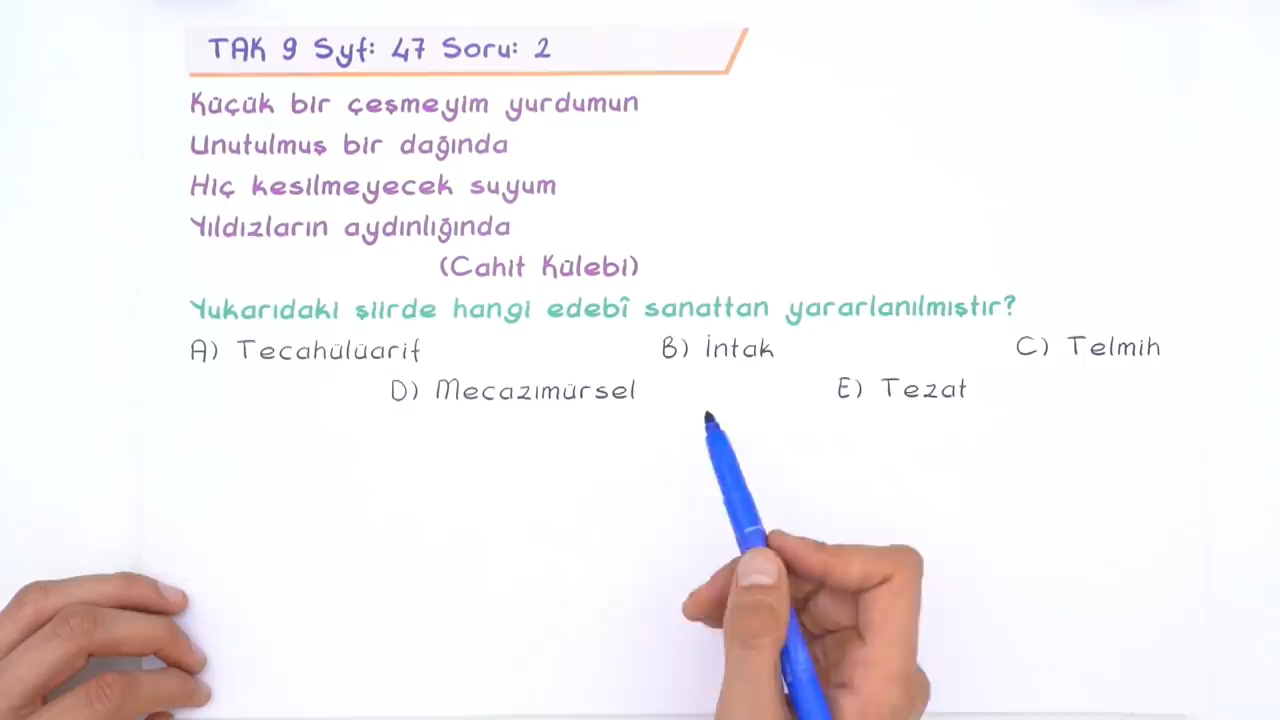 TAK 9 Syf: 47 Soru: 2
Küçük bir çeşmeyim yurdumun
Unutulmuş bir dağında
Hiç kesilmeyecek suyum
Yıldızların aydınlığında
(Cahit Külebi)
Yukarıdaki şiirde hangi edebî sanattan yararlanılmıştır?
A) Tecahülüarif B) İntak C) Telmih
D) Mecazımürsel E) Tezat